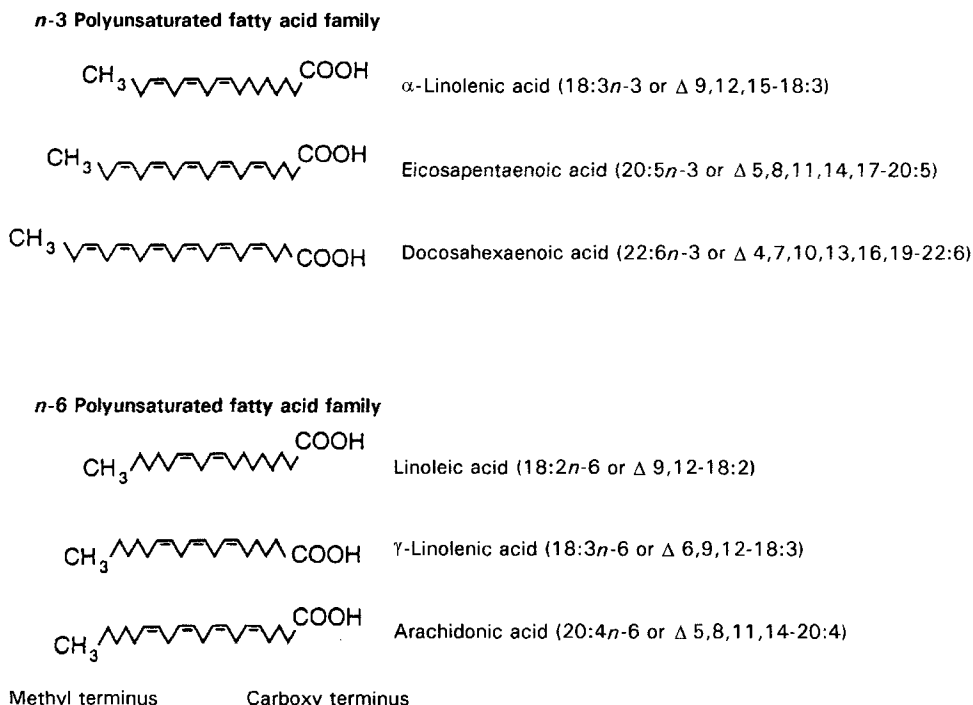 n-3 Polyunsaturated fatty acid family
CH3 COOH α-Linolenic acid (18:3n-3 or Δ 9,12,15-18:3)
CH3 COOH Eicosapentaenoic acid (20:5n-3 or Δ 5,8,11,14,17-20:5)
CH3 COOH Docosahexaenoic acid (22:6n-3 or Δ 4,7,10,13,16,19-22:6)
n-6 Polyunsaturated fatty acid family
CH3 COOH Linoleic acid (18:2n-6 or Δ 9,12-18:2)
CH3 COOH γ-Linolenic acid (18:3n-6 or Δ 6,9,12-18:3)
CH3 COOH Arachidonic acid (20:4n-6 or Δ 5,8,11,14-20:4)
Methyl terminus Carboxy terminus